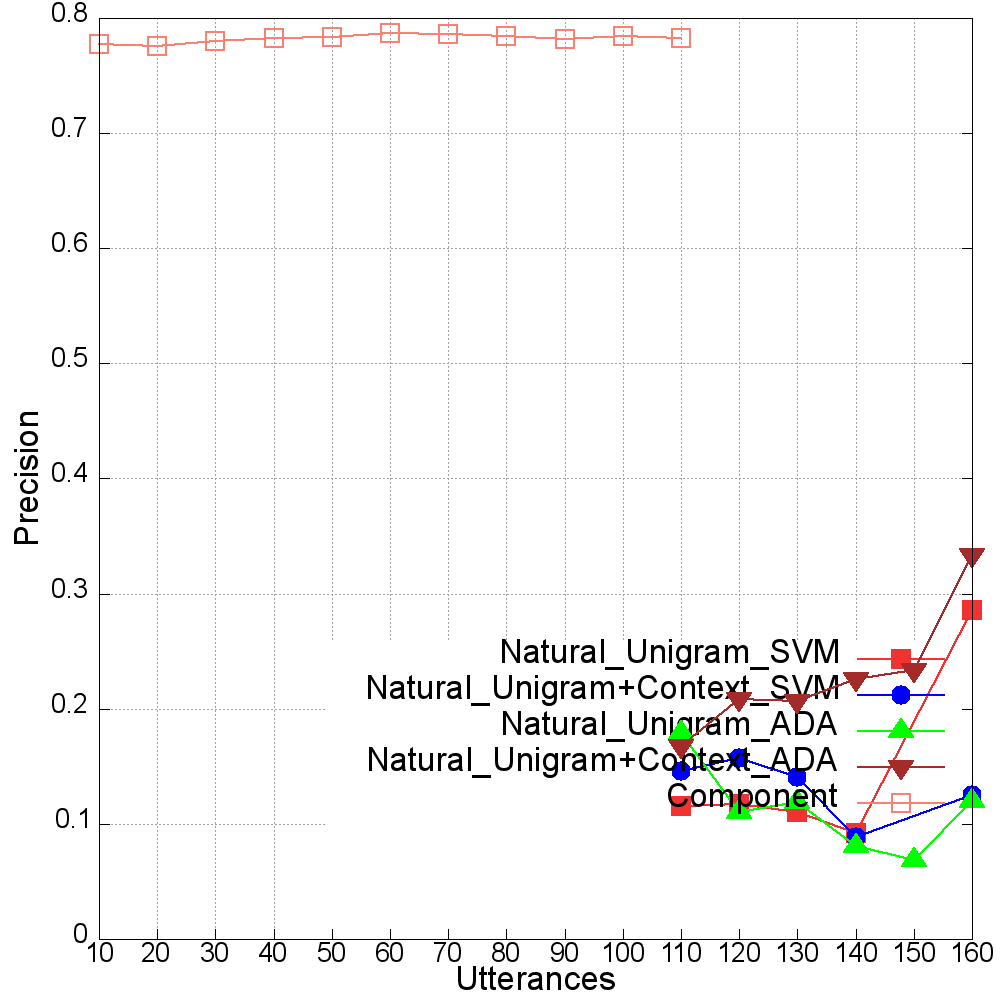 0.8
0.7
0.6
0.5
0.4
0.3
0.2
0.1
0
Precision
Natural_Unigram_SVM
Natural_Unigram+Context_SVM
Natural_Unigram_ADA
Natural_Unigram+Context_ADA
Component
10 20 30 40 50 60 70 80 90 100 110 120 130 140 150 160
Utterances